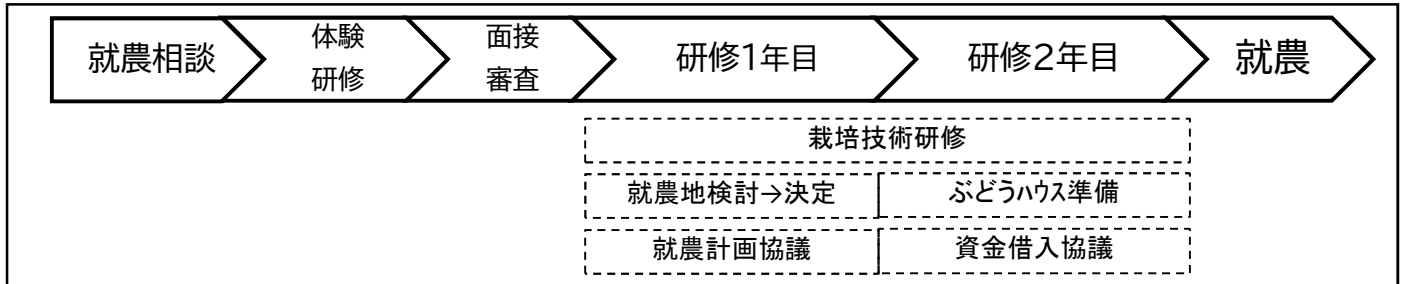 就農相談
体験
研修
面接
審査
研修1年目
研修2年目
就農
栽培技術研修
就農地検討→決定
ぶどうﾊｳｽ準備
就農計画協議
資金借入協議